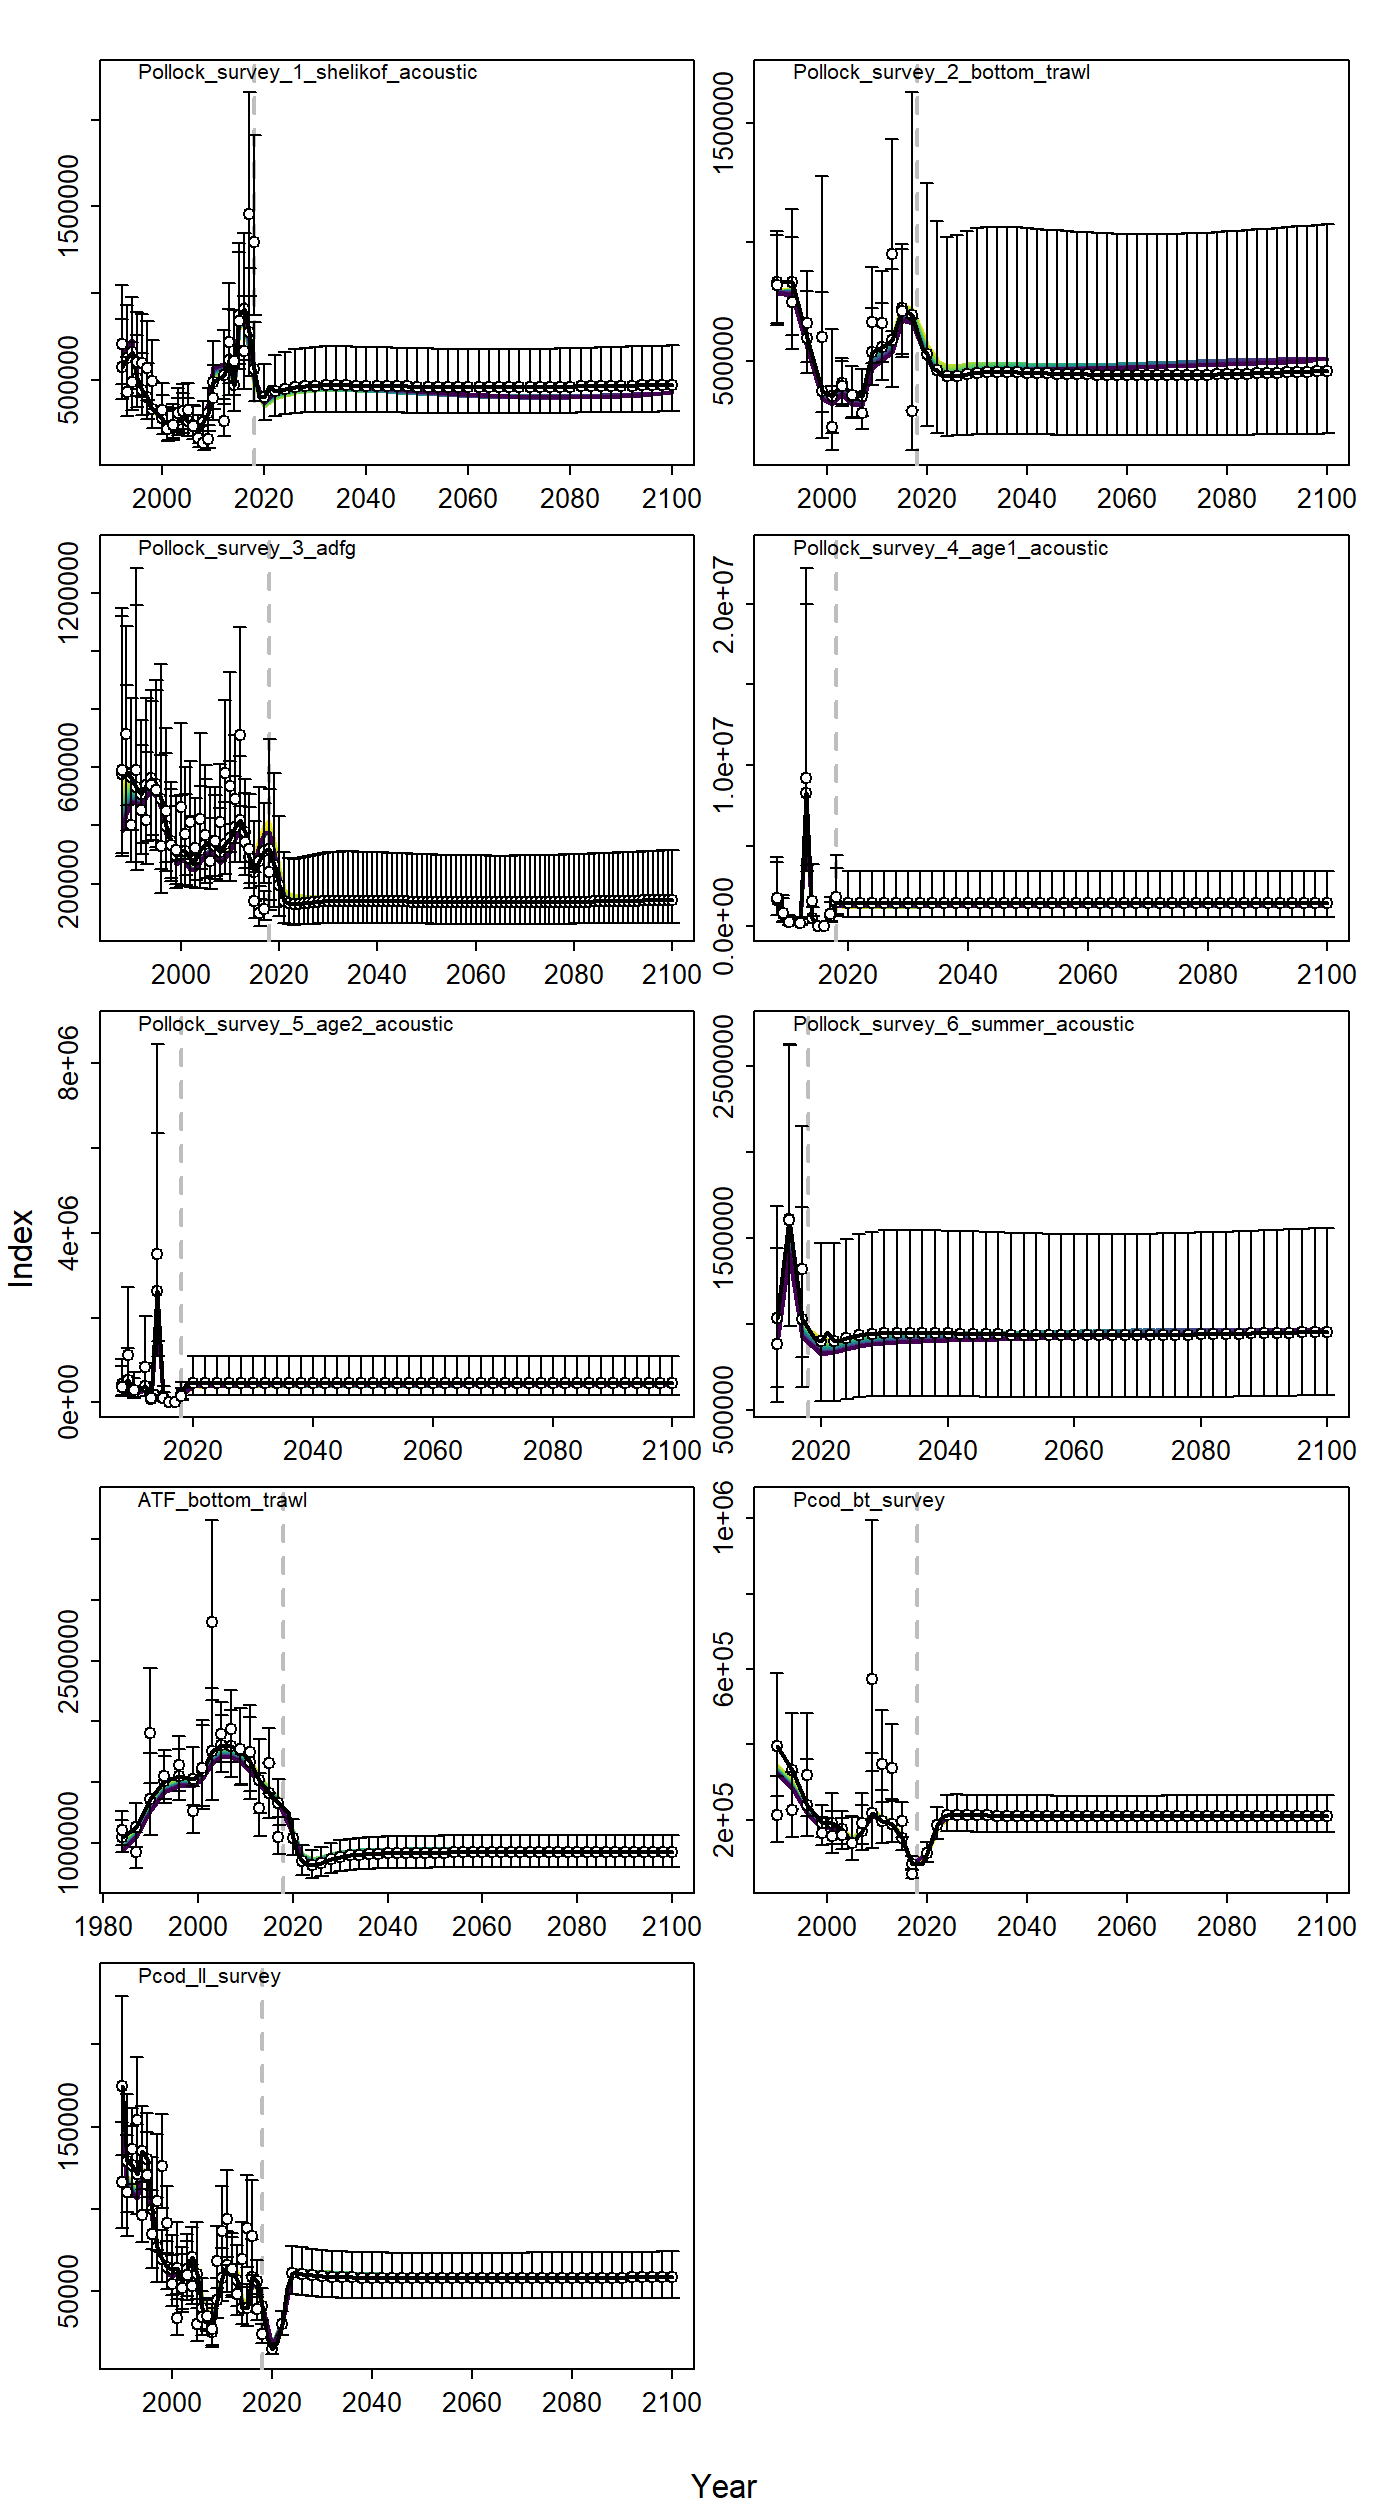 Pollock_survey_1_shelikof_acoustic
500000 1500000
2000 2020 2040 2060 2080 2100
Pollock_survey_2_bottom_trawl
500000 1500000
2000 2020 2040 2060 2080 2100
Pollock_survey_3_adfg
200000 600000 1200000
2000 2020 2040 2060 2080 2100
Pollock_survey_4_age1_acoustic
0.0e+00 1.0e+07 2.0e+07
2020 2040 2060 2080 2100
Pollock_survey_5_age2_acoustic
0e+00 4e+06 8e+06
2020 2040 2060 2080 2100
Pollock_survey_6_summer_acoustic
500000 1500000 2500000
2020 2040 2060 2080 2100
ATF_bottom_trawl
1000000 2500000
1980 2000 2020 2040 2060 2080 2100
Pcod_bt_survey
2e+05 6e+05 1e+06
2000 2020 2040 2060 2080 2100
Pcod_ll_survey
50000 150000
2000 2020 2040 2060 2080 2100
Index
Year